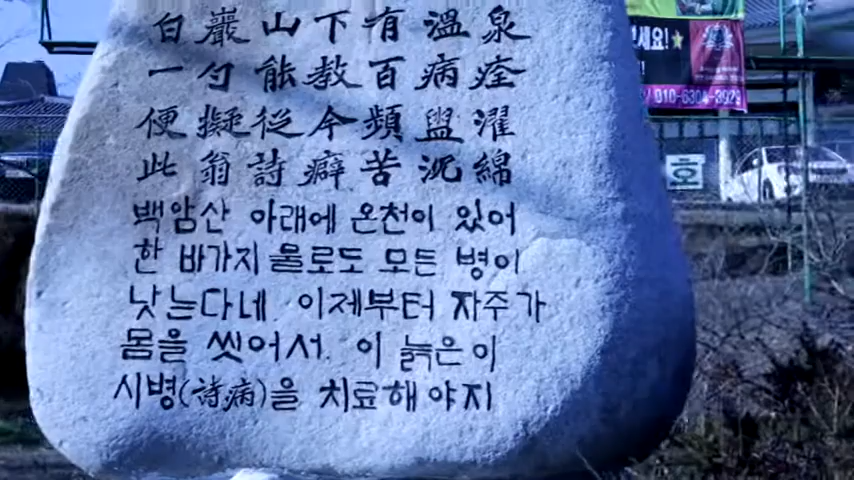 白巖山下有溫泉
一勺能教百病痊
便擬從今頻盥濯
此翁詩癖苦沉綿
백암산 아래에 온천이 있어
한 바가지 물로도 모든 병이
낫는다네 이제부터 자주 가
몸을 씻어서 이 늙은이
시병(詩病)을 치료해야지
세요!
010-6304-
호